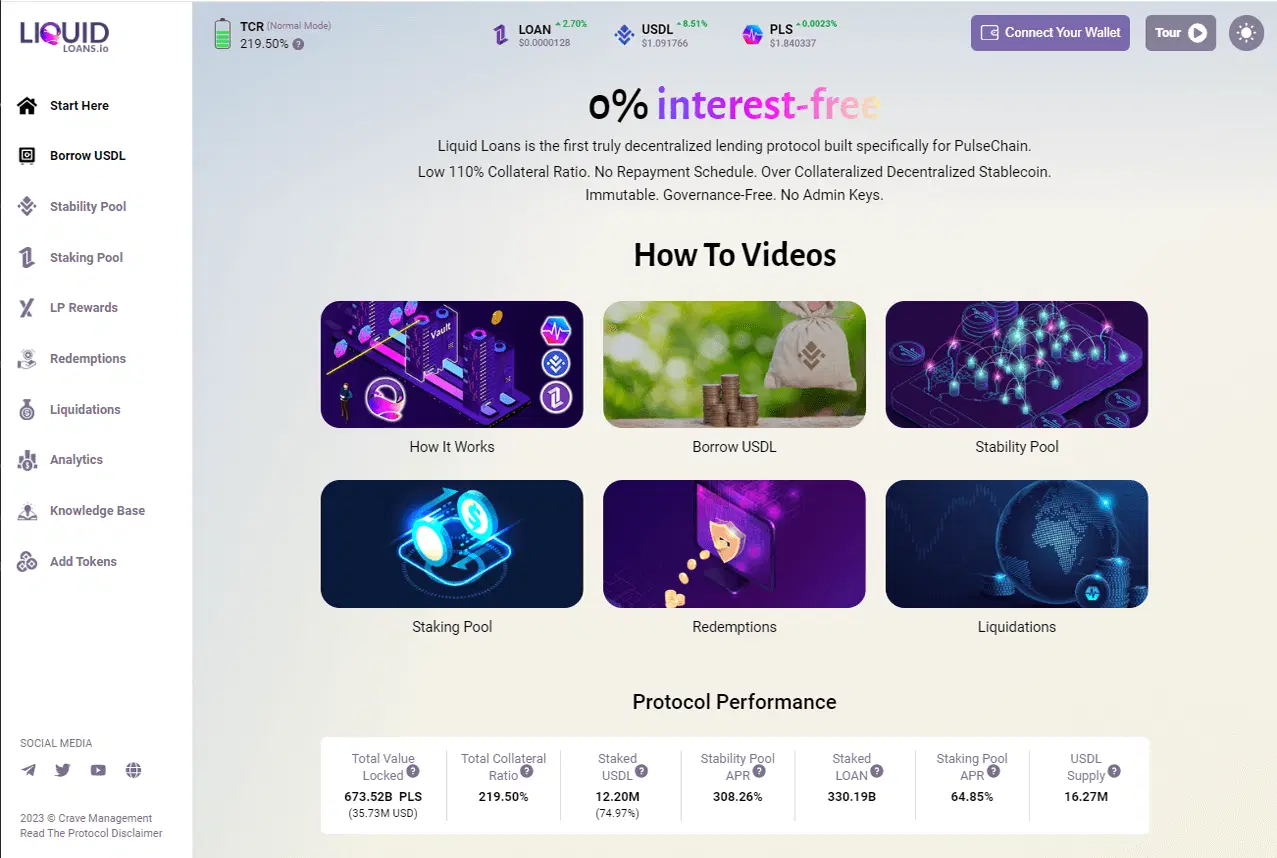 LIQUID
LOANS.io
TCR (Normal Mode)
219.50%
LOAN 2.70%
$0.0000128
USDL 8.51%
$1.091766
PLS 0.0023%
$1.840337
Connect Your Wallet
Tour
Start Here
Borrow USDL
Stability Pool
Staking Pool
LP Rewards
Redemptions
Liquidations
Analytics
Knowledge Base
Add Tokens
SOCIAL MEDIA
2023 © Crave Management
Read The Protocol Disclaimer
0% interest-free
Liquid Loans is the first truly decentralized lending protocol built specifically for PulseChain.
Low 110% Collateral Ratio. No Repayment Schedule. Over Collateralized Decentralized Stablecoin.
Immutable. Governance-Free. No Admin Keys.
How To Videos
Vault
How It Works
Borrow USDL
Stability Pool
Staking Pool
Redemptions
Liquidations
Protocol Performance
Total Value
Locked ?
673.52B PLS
(35.73M USD)
Total Collateral
Ratio ?
219.50%
Staked
USDL ?
12.20M
(74.97%)
Stability Pool
APR ?
308.26%
Staked
LOAN ?
330.19B
Staking Pool
APR ?
64.85%
USDL
Supply ?
16.27M